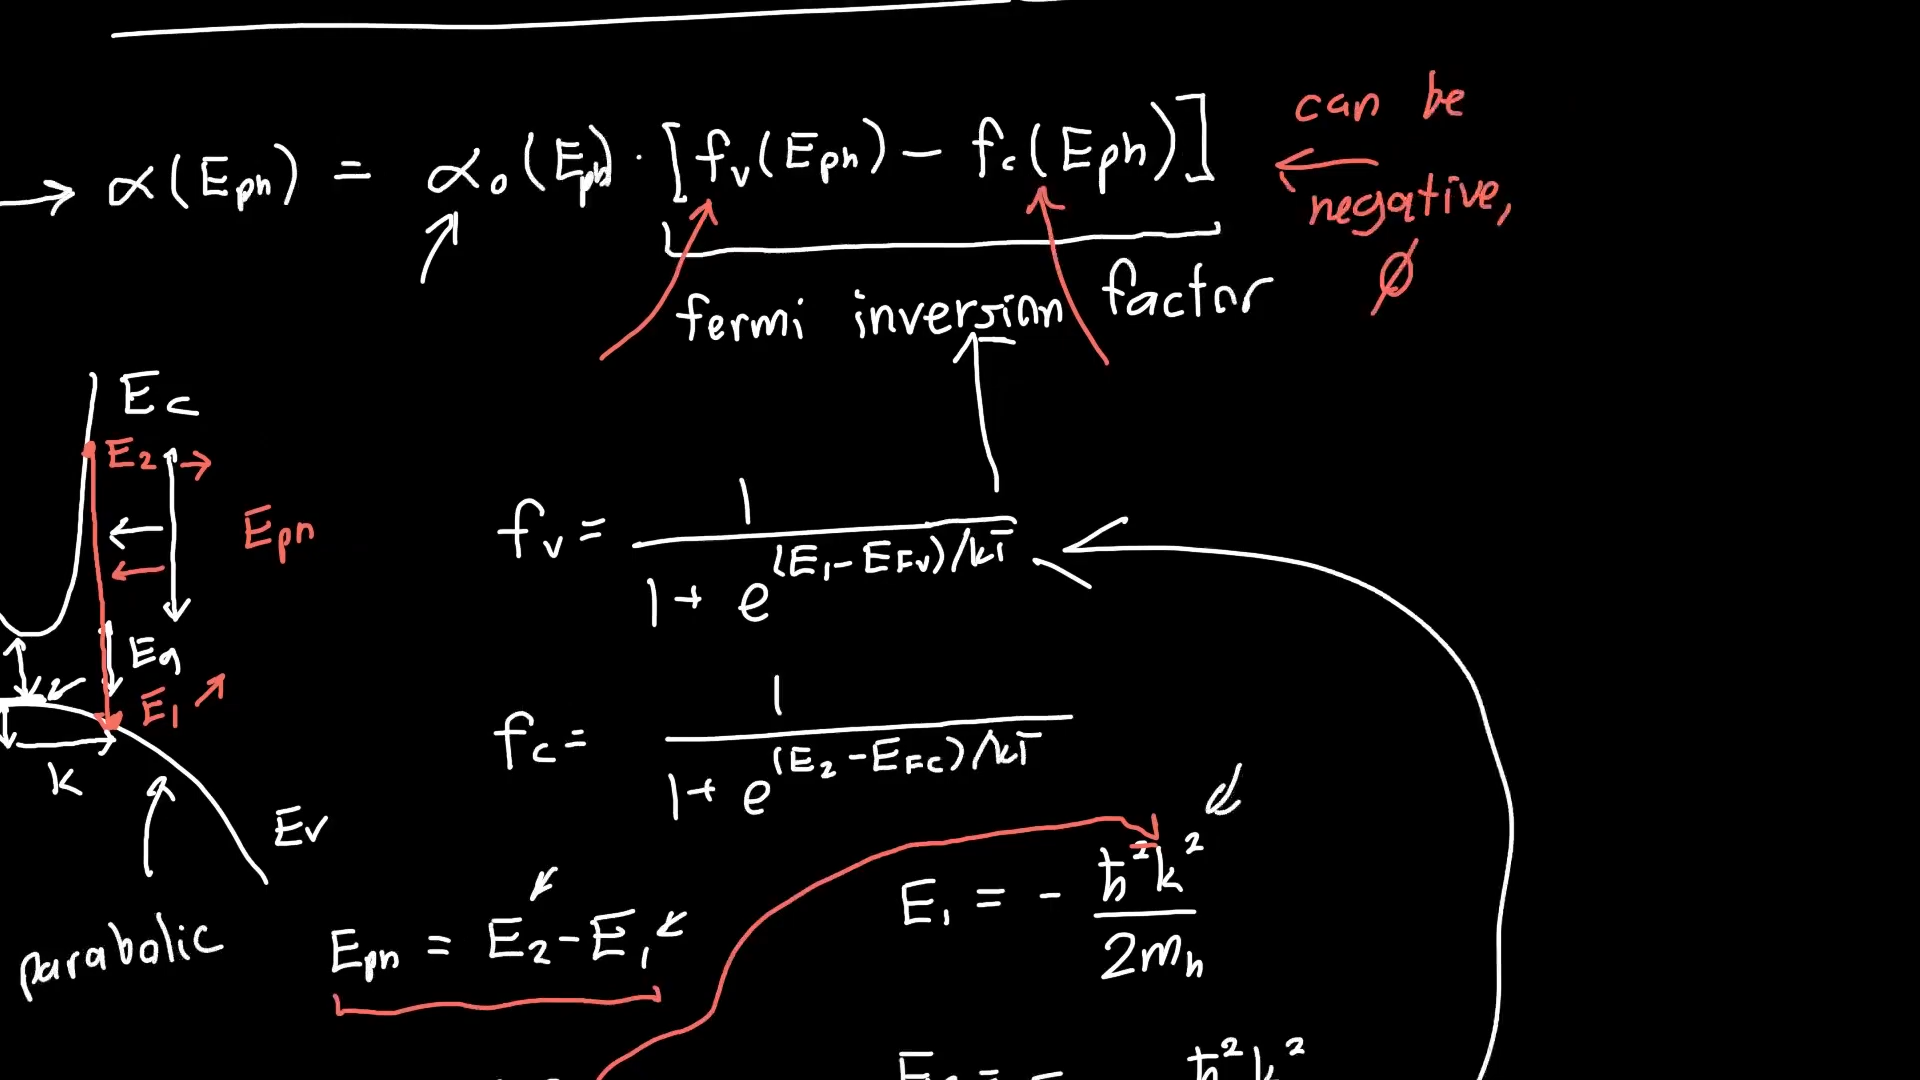 α(Eph) = α₀(Eph) · [fv(Eph) − fc(Eph)]
can be
negative,
∅
fermi inversion factor
Ec
E₂
Eph
Eg
E₁
k
Ev
parabolic
fv = 1 / (1 + e^((E₁ − EFv)/kT))
fc = 1 / (1 + e^((E₂ − EFc)/kT))
Eph = E₂ − E₁
E₁ = − ħ²k² / 2mh
ħ²k²